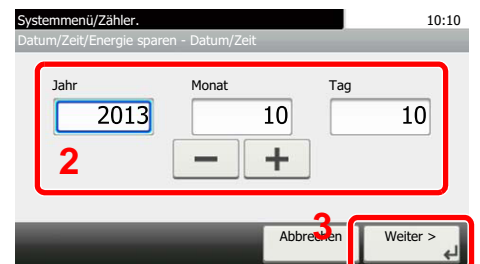 Systemmenü/Zähler. 10:10
Datum/Zeit/Energie sparen - Datum/Zeit
Jahr Monat Tag
2013 10 10
2 − +
3
Abbrechen Weiter >